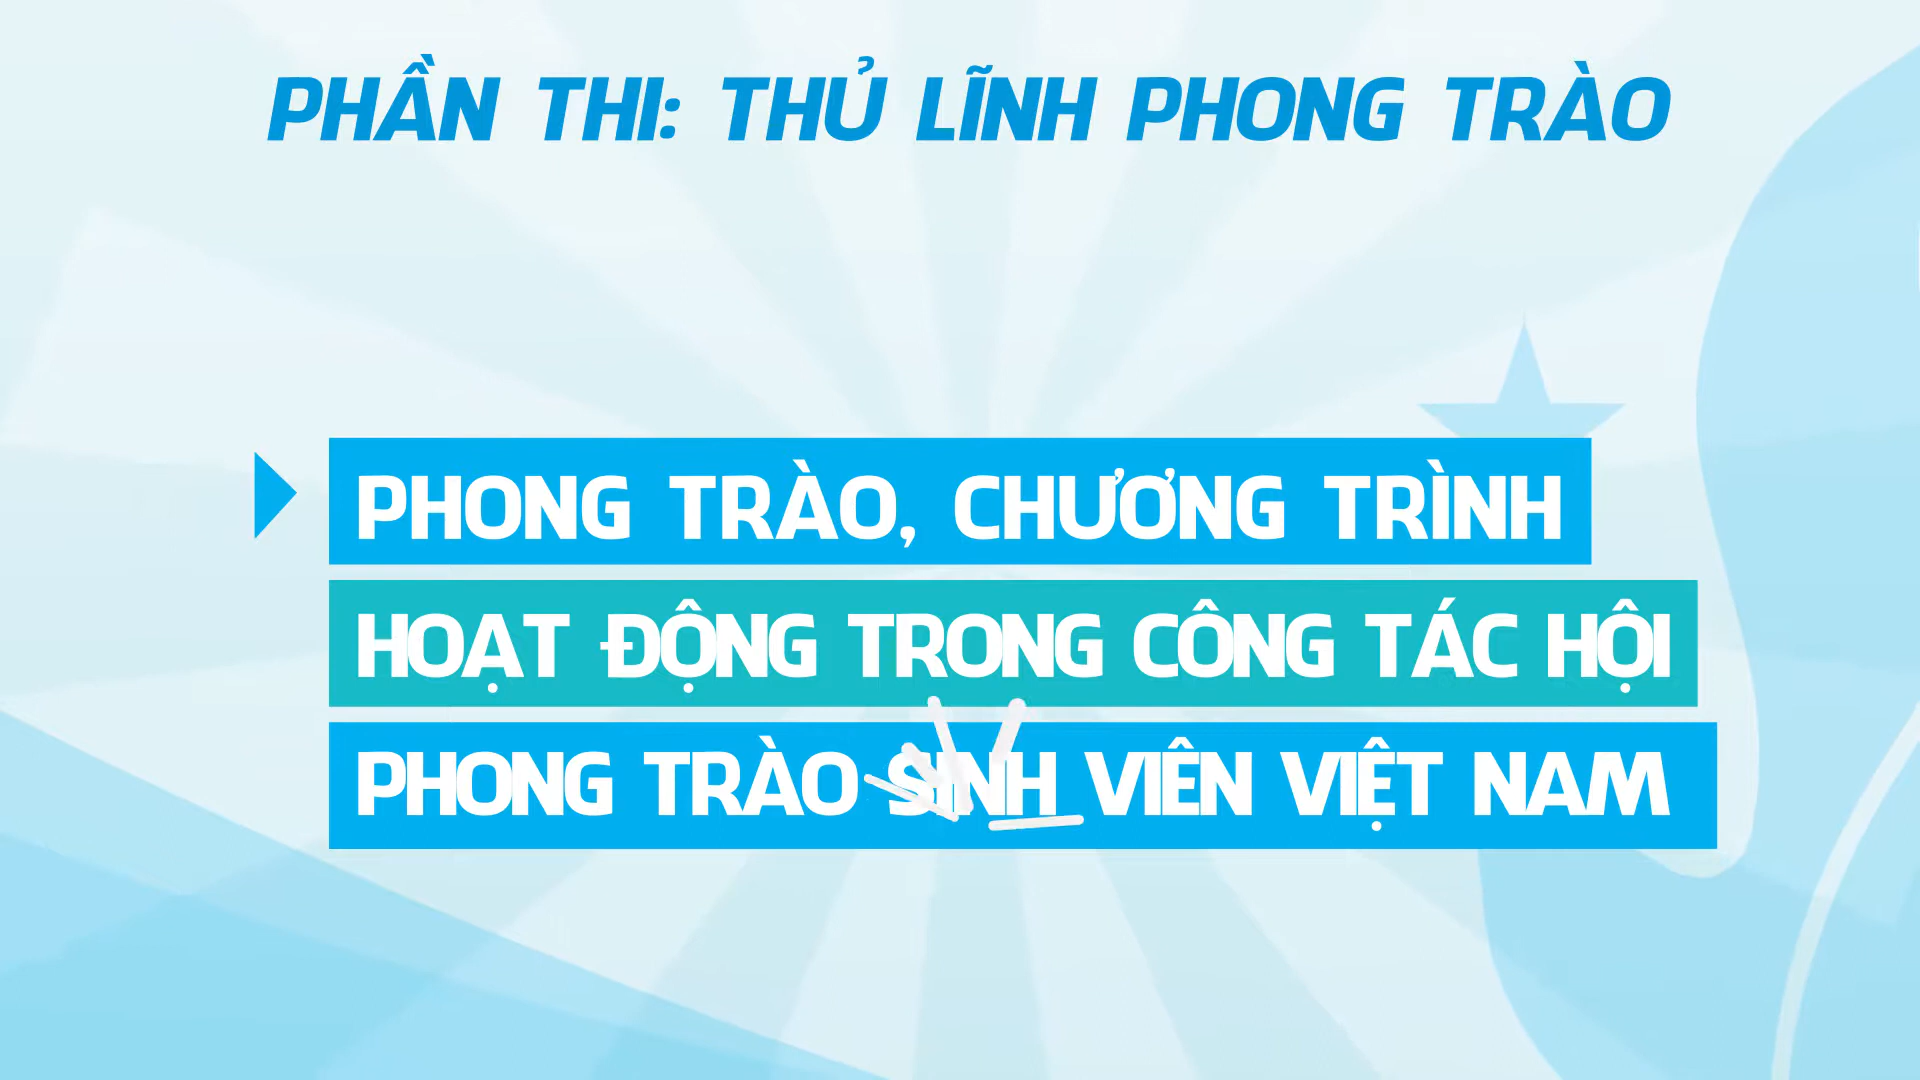 PHẦN THI: THỦ LĨNH PHONG TRÀO
PHONG TRÀO, CHƯƠNG TRÌNH
HOẠT ĐỘNG TRONG CÔNG TÁC HỘI
PHONG TRÀO SINH VIÊN VIỆT NAM